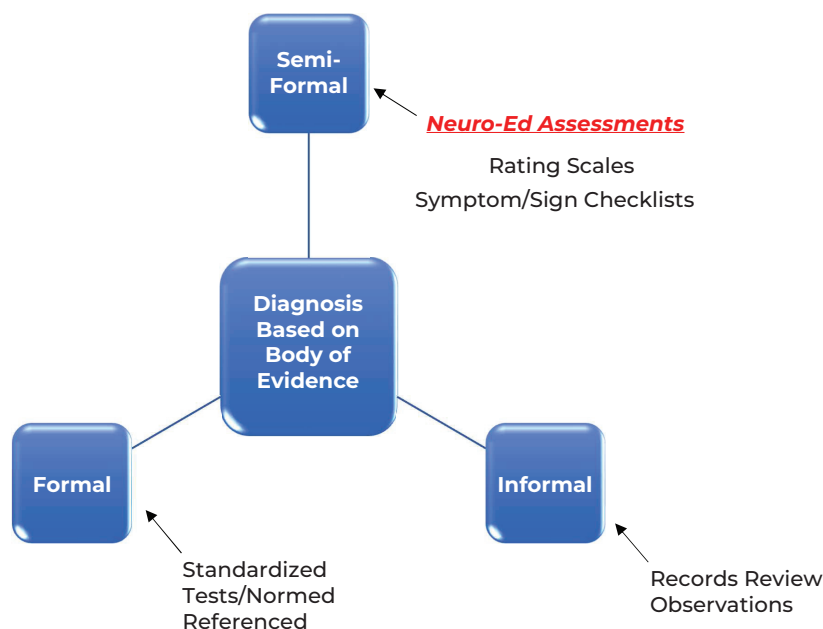 Semi-
Formal
Neuro-Ed Assessments
Rating Scales
Symptom/Sign Checklists
Diagnosis
Based on
Body of
Evidence
Formal
Informal
Standardized
Tests/Normed
Referenced
Records Review
Observations